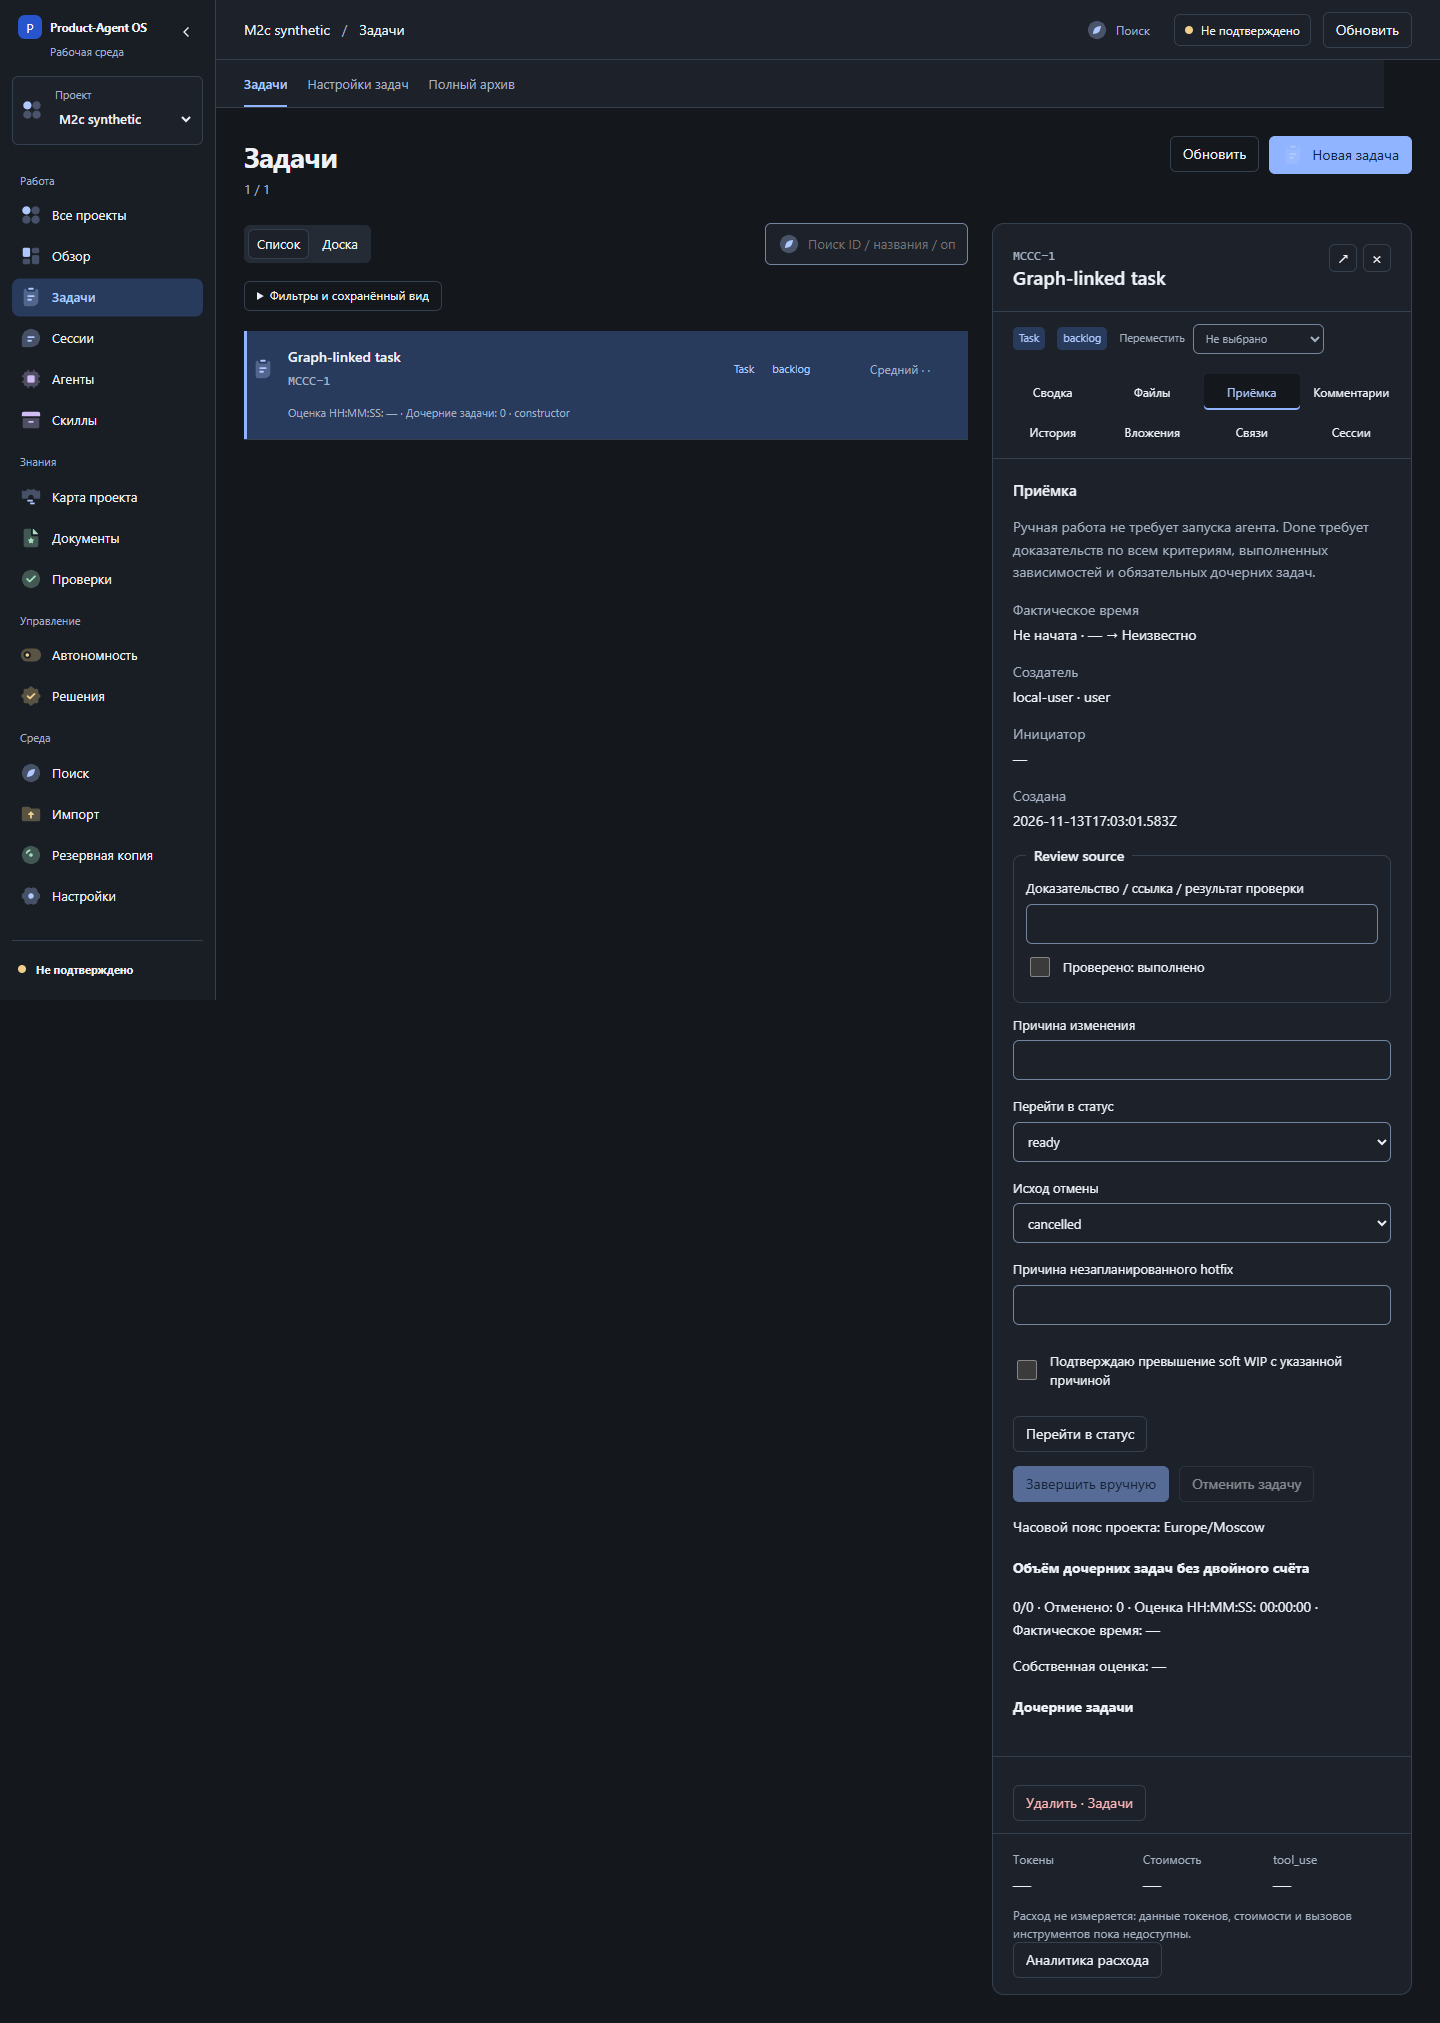 P Product-Agent OS
Рабочая среда
Проект
M2c synthetic
Работа
Все проекты
Обзор
Задачи
Сессии
Агенты
Скиллы
Знания
Карта проекта
Документы
Проверки
Управление
Автономность
Решения
Среда
Поиск
Импорт
Резервная копия
Настройки
Не подтверждено
M2c synthetic / Задачи
Поиск
Не подтверждено
Обновить
Задачи Настройки задач Полный архив
Задачи
1 / 1
Обновить
Новая задача
Список Доска
Поиск ID / названия / оп
▶ Фильтры и сохранённый вид
Graph-linked task
MCCC-1
Task backlog Средний · ·
Оценка HH:MM:SS: — · Дочерние задачи: 0 · constructor
MCCC-1
Graph-linked task
↗ ×
Task backlog Переместить Не выбрано
Сводка Файлы Приёмка Комментарии
История Вложения Связи Сессии
Приёмка
Ручная работа не требует запуска агента. Done требует
доказательств по всем критериям, выполненных
зависимостей и обязательных дочерних задач.
Фактическое время
Не начата · — → Неизвестно
Создатель
local-user · user
Инициатор
—
Создана
2026-11-13T17:03:01.583Z
Review source
Доказательство / ссылка / результат проверки
Проверено: выполнено
Причина изменения
Перейти в статус
ready
Исход отмены
cancelled
Причина незапланированного hotfix
Подтверждаю превышение soft WIP с указанной
причиной
Перейти в статус
Завершить вручную Отменить задачу
Часовой пояс проекта: Europe/Moscow
Объём дочерних задач без двойного счёта
0/0 · Отменено: 0 · Оценка HH:MM:SS: 00:00:00 ·
Фактическое время: —
Собственная оценка: —
Дочерние задачи
Удалить · Задачи
Токены Стоимость tool_use
— — —
Расход не измеряется: данные токенов, стоимости и вызовов
инструментов пока недоступны.
Аналитика расхода